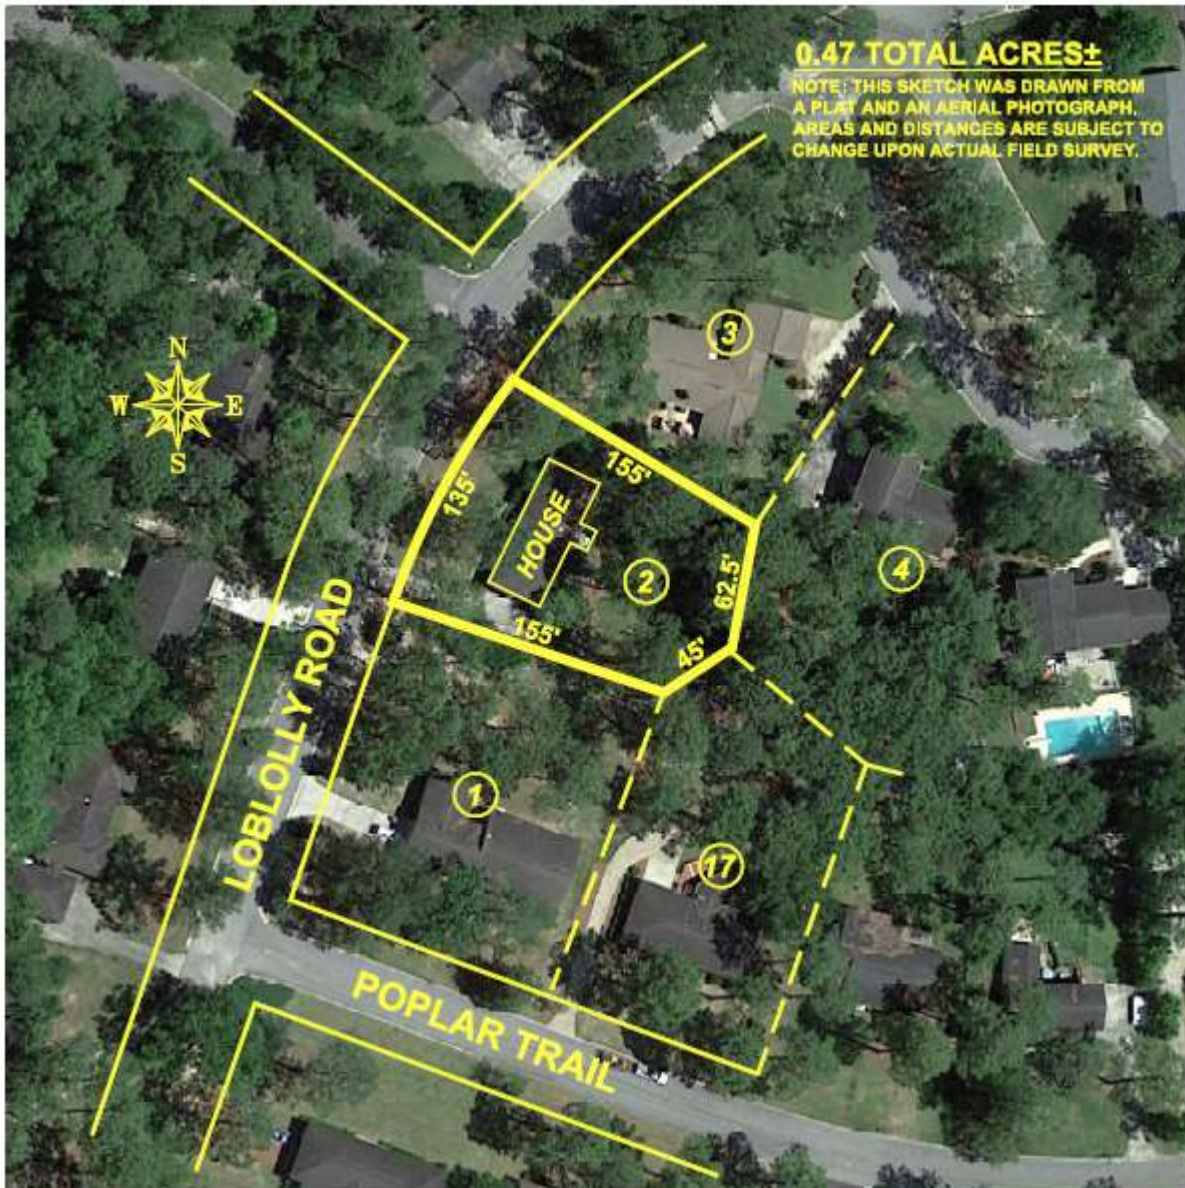 0.47 TOTAL ACRES±
NOTE: THIS SKETCH WAS DRAWN FROM
A PLAT AND AN AERIAL PHOTOGRAPH.
AREAS AND DISTANCES ARE SUBJECT TO
CHANGE UPON ACTUAL FIELD SURVEY.
N
W
E
S
3
155'
135'
HOUSE
2
62.5'
4
155'
45'
LOBLOLLY ROAD
1
17
POPLAR TRAIL